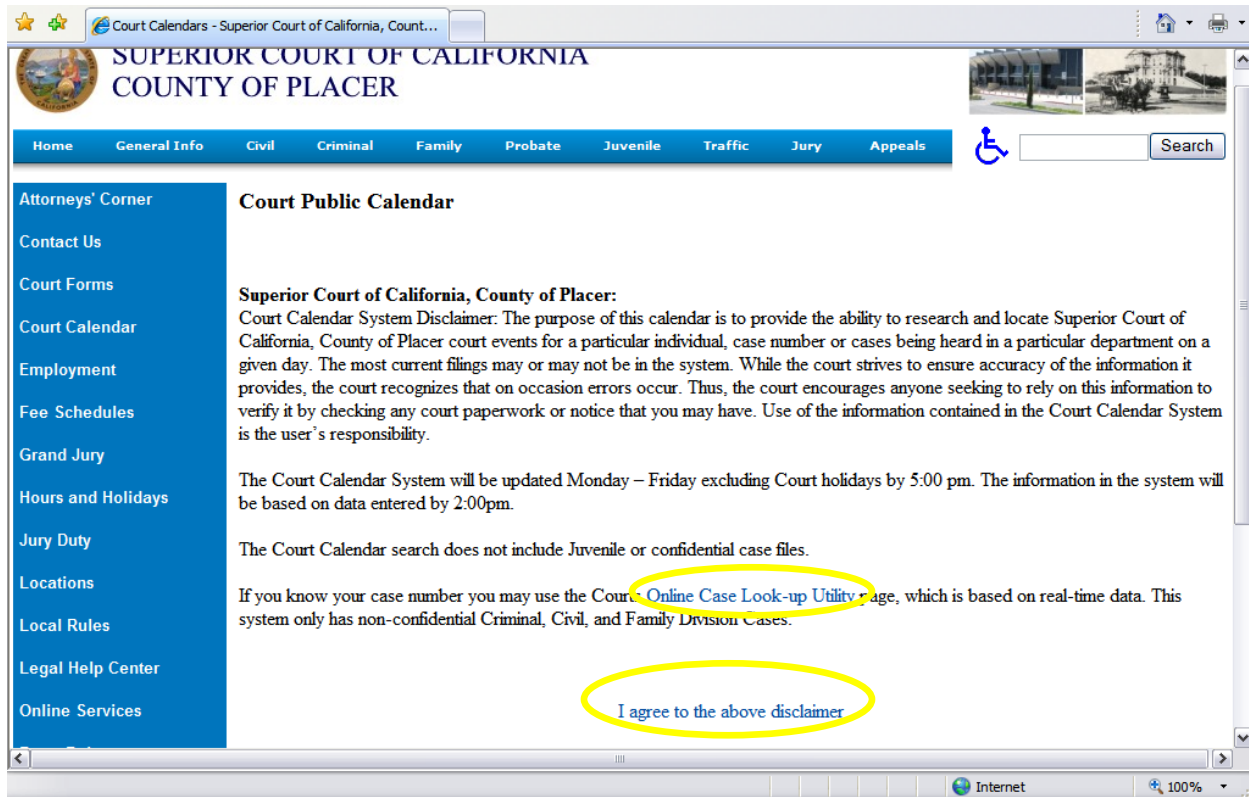 Court Calendars - Superior Court of California, Count...
SUPERIOR COURT OF CALIFORNIA
COUNTY OF PLACER
CALIFORNIA
Home General Info Civil Criminal Family Probate Juvenile Traffic Jury Appeals Search
Attorneys' Corner
Contact Us
Court Forms
Court Calendar
Employment
Fee Schedules
Grand Jury
Hours and Holidays
Jury Duty
Locations
Local Rules
Legal Help Center
Online Services
Court Public Calendar
Superior Court of California, County of Placer:
Court Calendar System Disclaimer: The purpose of this calendar is to provide the ability to research and locate Superior Court of
California, County of Placer court events for a particular individual, case number or cases being heard in a particular department on a
given day. The most current filings may or may not be in the system. While the court strives to ensure accuracy of the information it
provides, the court recognizes that on occasion errors occur. Thus, the court encourages anyone seeking to rely on this information to
verify it by checking any court paperwork or notice that you may have. Use of the information contained in the Court Calendar System
is the user's responsibility.
The Court Calendar System will be updated Monday – Friday excluding Court holidays by 5:00 pm. The information in the system will
be based on data entered by 2:00pm.
The Court Calendar search does not include Juvenile or confidential case files.
If you know your case number you may use the Courts Online Case Look-up Utility page, which is based on real-time data. This
system only has non-confidential Criminal, Civil, and Family Division Cases.
I agree to the above disclaimer
Internet 100%